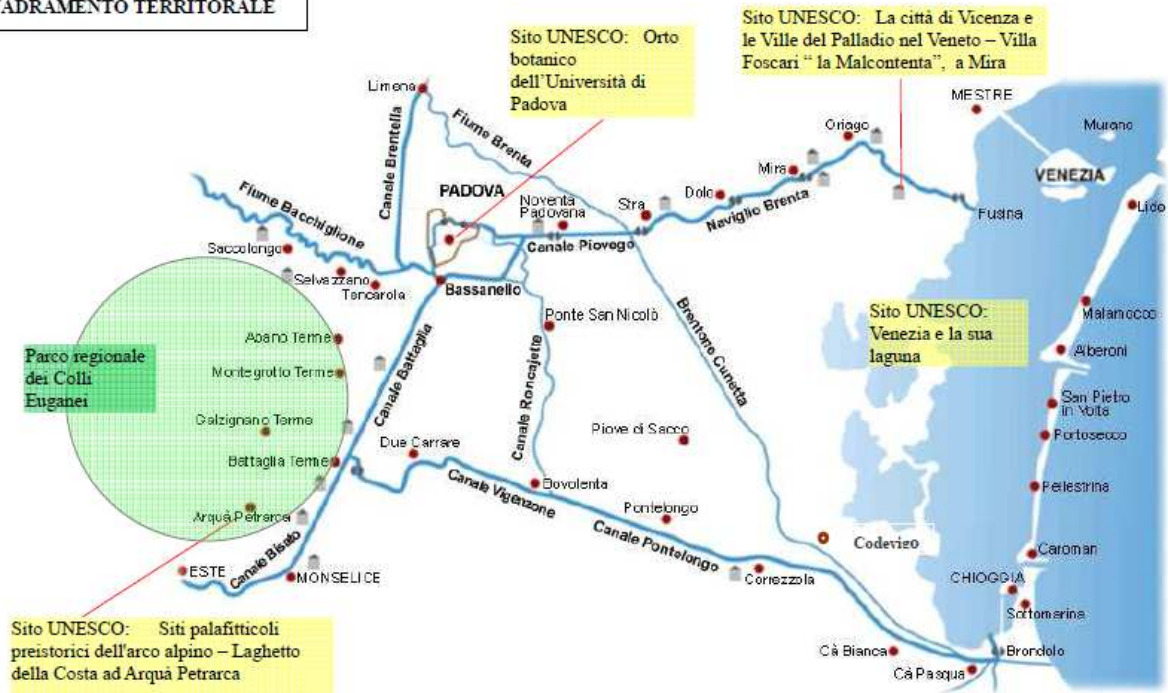 ADRAMENTO TERRITORALE
Sito UNESCO: Orto
botanico
dell’Università di
Padova
Sito UNESCO: La città di Vicenza e
le Ville del Palladio nel Veneto – Villa
Foscari “ la Malcontenta”, a Mira
MESTRE
Murano
VENEZIA
Lido
Limena
Fiume Brenta
Canale Brentella
Oriago
Mira
Dolo
Stra
Naviglio Brenta
Fusina
PADOVA
Noventa
Padovana
Canale Piovego
Fiume Bacchiglione
Saccolongo
Selvazzano
Tencarola
Bassanello
Ponte San Nicolò
Brentone Cunetta
Sito UNESCO:
Venezia e la sua
laguna
Malamocco
Alberoni
San Pietro
in Volta
Portosecco
Pellestrina
Caroman
Parco regionale
dei Colli
Euganei
Abano Terme
Montegrotto Terme
Galzignano Terme
Battaglia Terme
Arquà Petrarca
Canale Battaglia
Canale Roncajette
Due Carrare
Piove di Sacco
Canale Vigenzone
Bovolenta
Pontelongo
Canale Pontelongo
Codevigo
Correzzola
CHIOGGIA
Sottomarina
ESTE
Canale Bisato
MONSELICE
Cà Bianca
Cà Pasqua
Brondolo
Sito UNESCO: Siti palafitticoli
preistorici dell'arco alpino – Laghetto
della Costa ad Arquà Petrarca